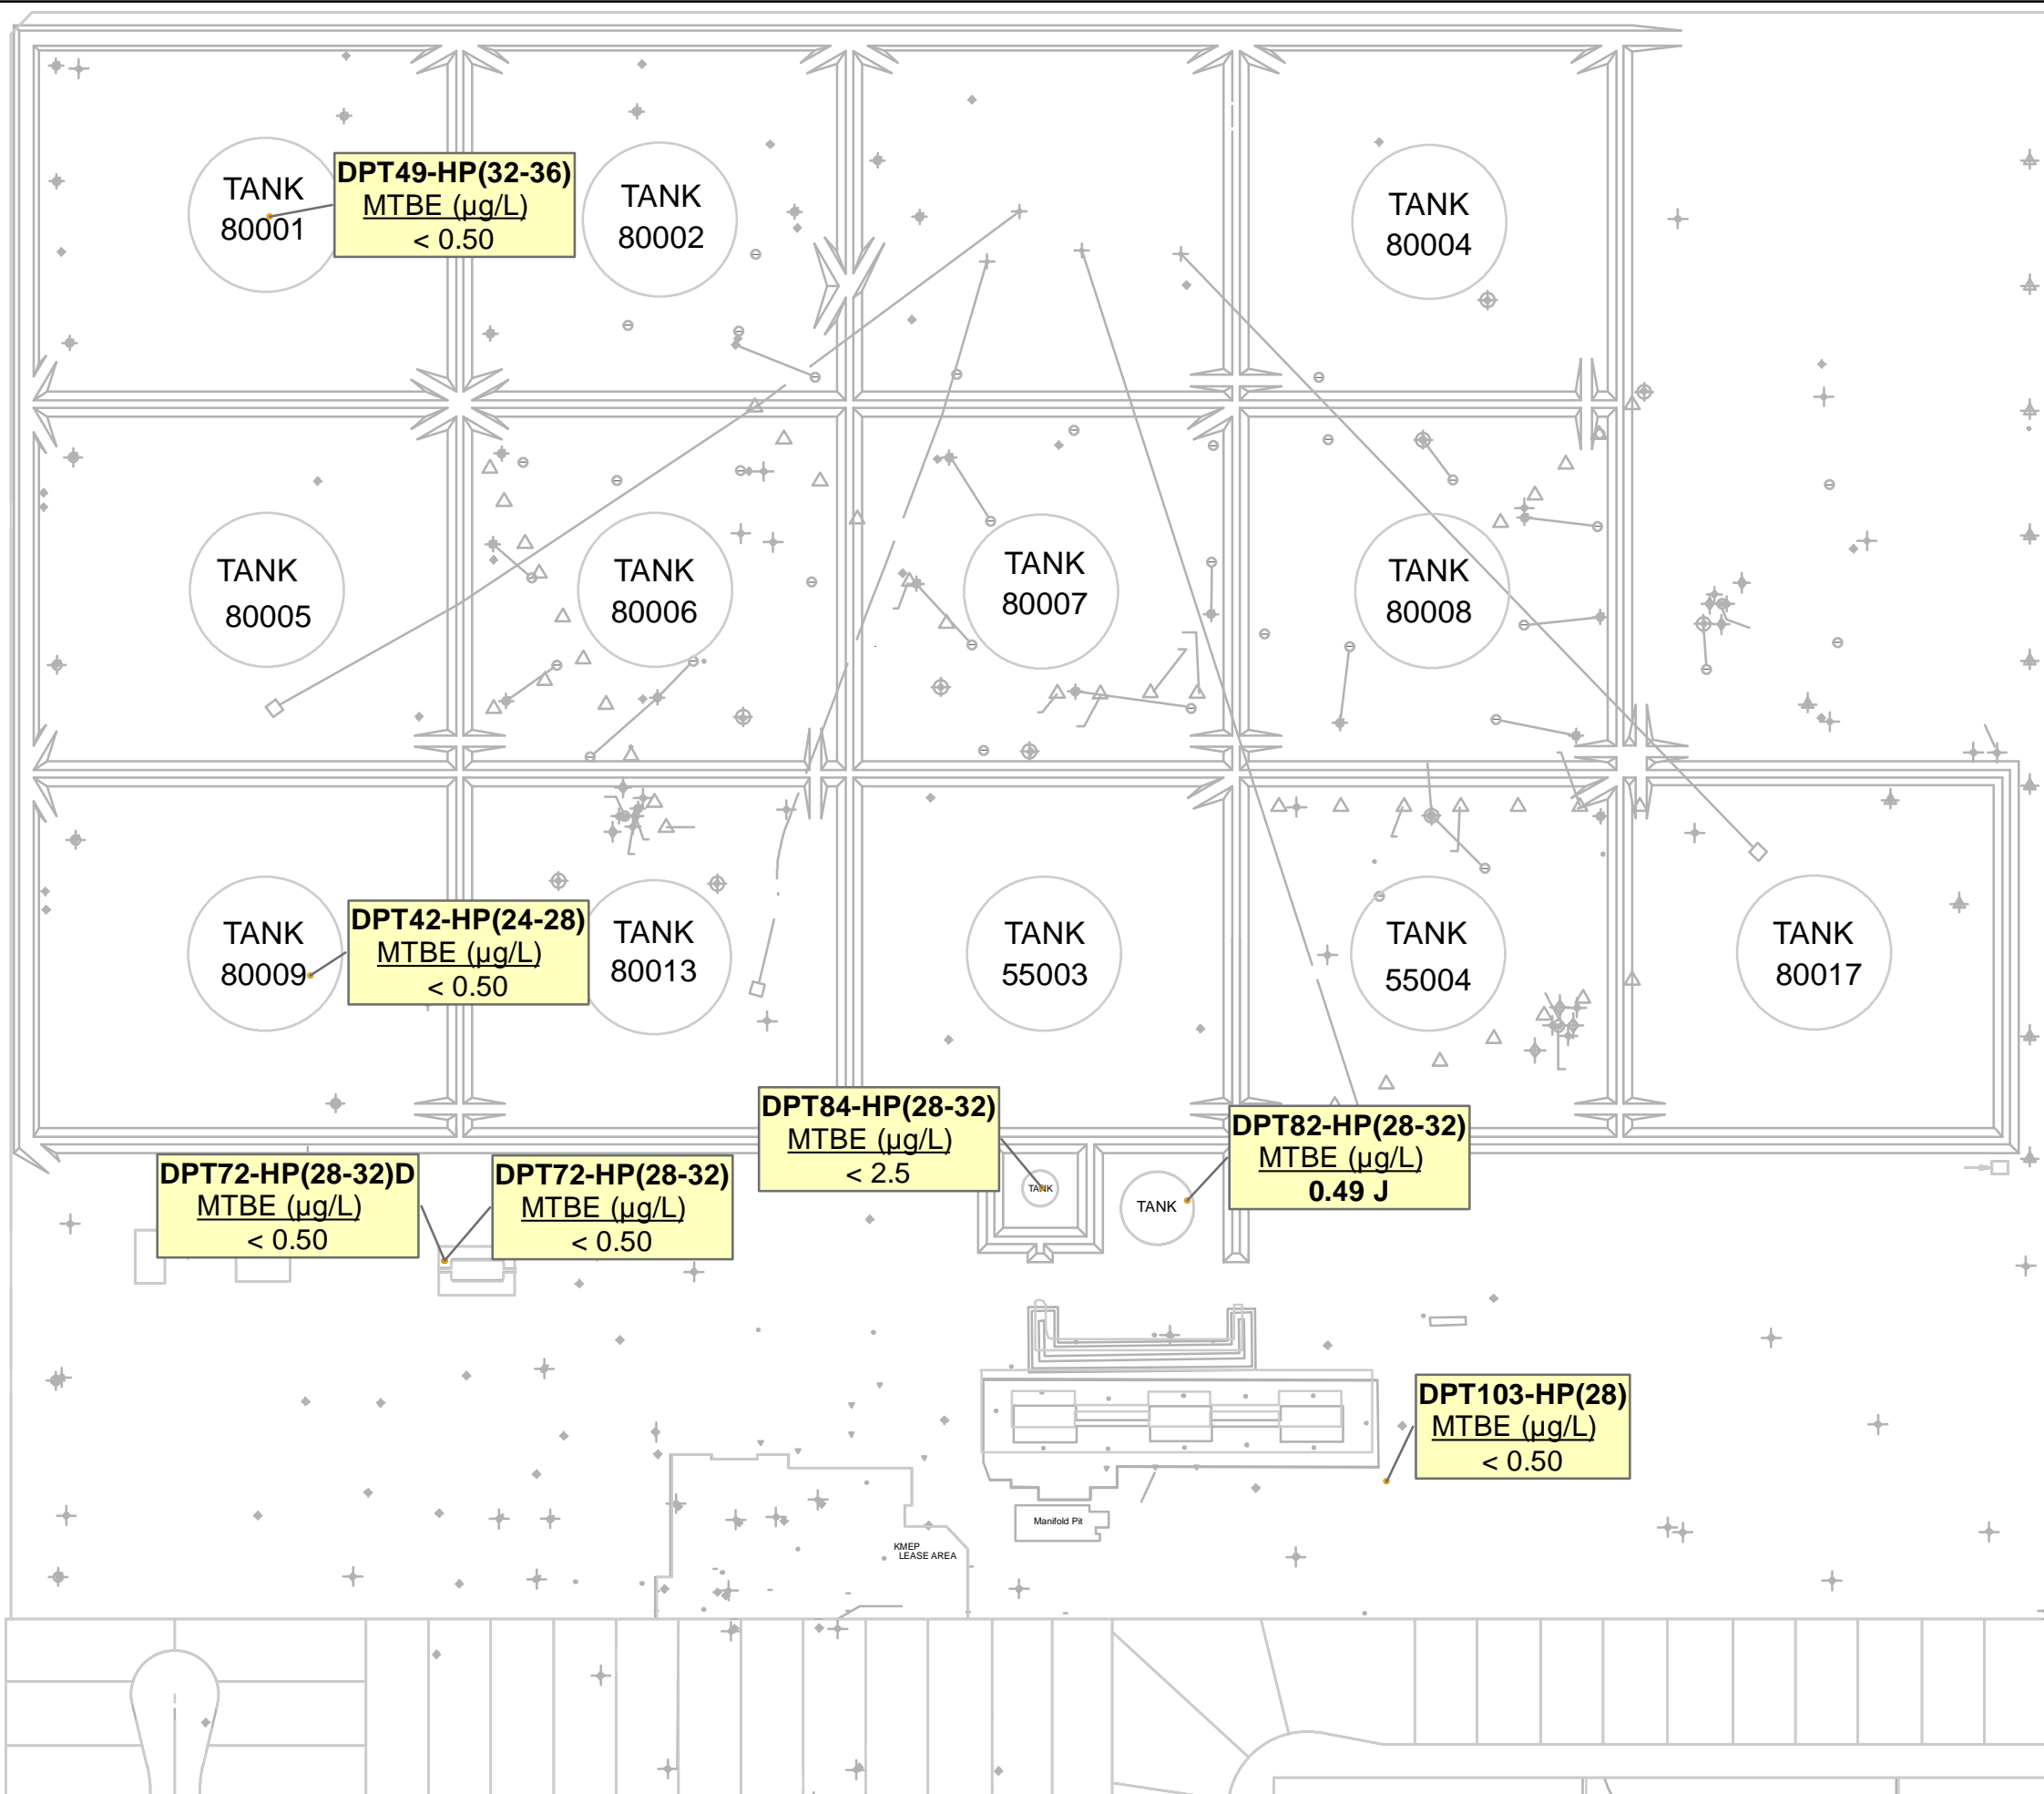 TANK
80001
DPT49-HP(32-36)
MTBE (µg/L)
< 0.50
TANK
80002
TANK
80004
TANK
80005
TANK
80006
TANK
80007
TANK
80008
TANK
80009
DPT42-HP(24-28)
MTBE (µg/L)
< 0.50
TANK
80013
TANK
55003
TANK
55004
TANK
80017
DPT84-HP(28-32)
MTBE (µg/L)
< 2.5
DPT82-HP(28-32)
MTBE (µg/L)
0.49 J
DPT72-HP(28-32)D
MTBE (µg/L)
< 0.50
DPT72-HP(28-32)
MTBE (µg/L)
< 0.50
TANK
TANK
DPT103-HP(28)
MTBE (µg/L)
< 0.50
Manifold Pit
KMEP
LEASE AREA